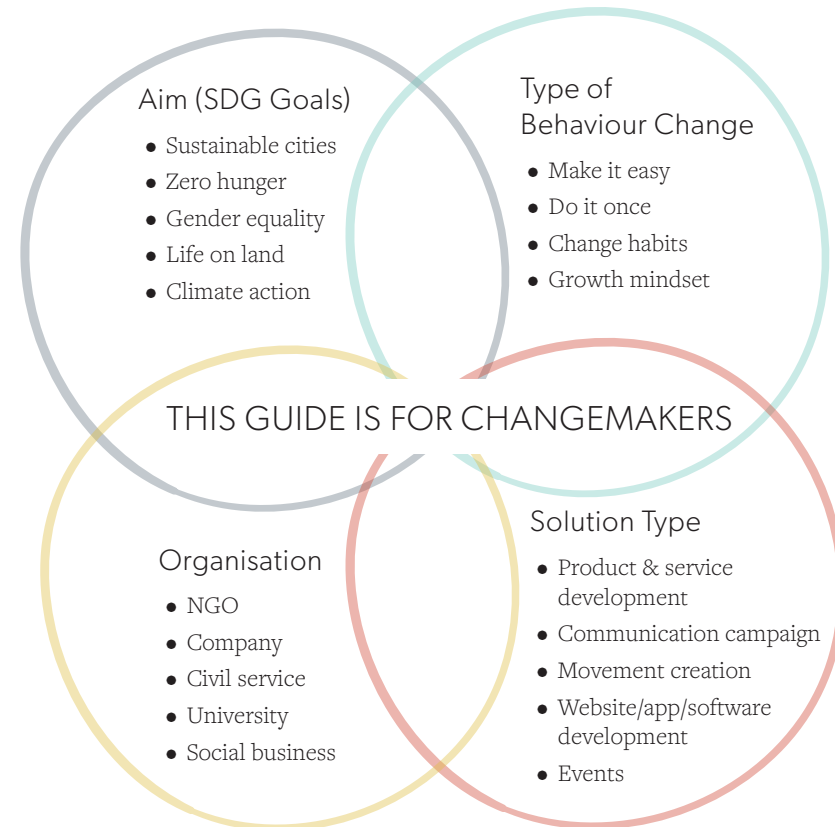 Aim (SDG Goals)
• Sustainable cities
• Zero hunger
• Gender equality
• Life on land
• Climate action
Type of
Behaviour Change
• Make it easy
• Do it once
• Change habits
• Growth mindset
THIS GUIDE IS FOR CHANGEMAKERS
Organisation
• NGO
• Company
• Civil service
• University
• Social business
Solution Type
• Product & service
development
• Communication campaign
• Movement creation
• Website/app/software
development
• Events